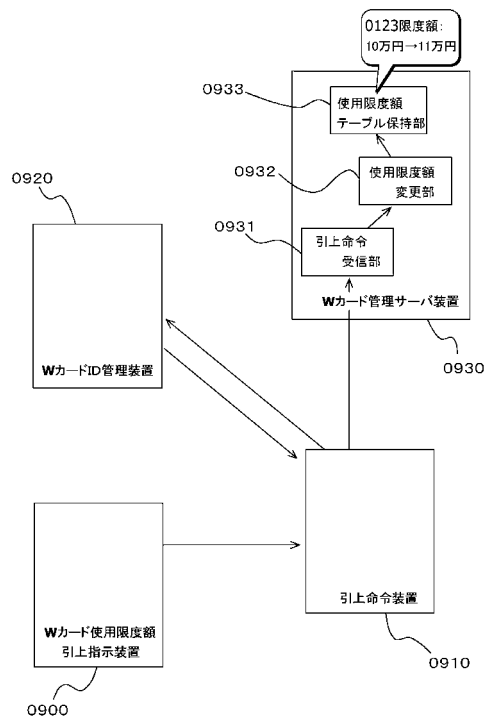 0123限度額:
10万円→11万円
0933
使用限度額
テーブル保持部
0932
使用限度額
変更部
0931
引上命令
受信部
Wカード管理サーバ装置
0930
0920
WカードID管理装置
Wカード使用限度額
引上指示装置
0900
引上命令装置
0910